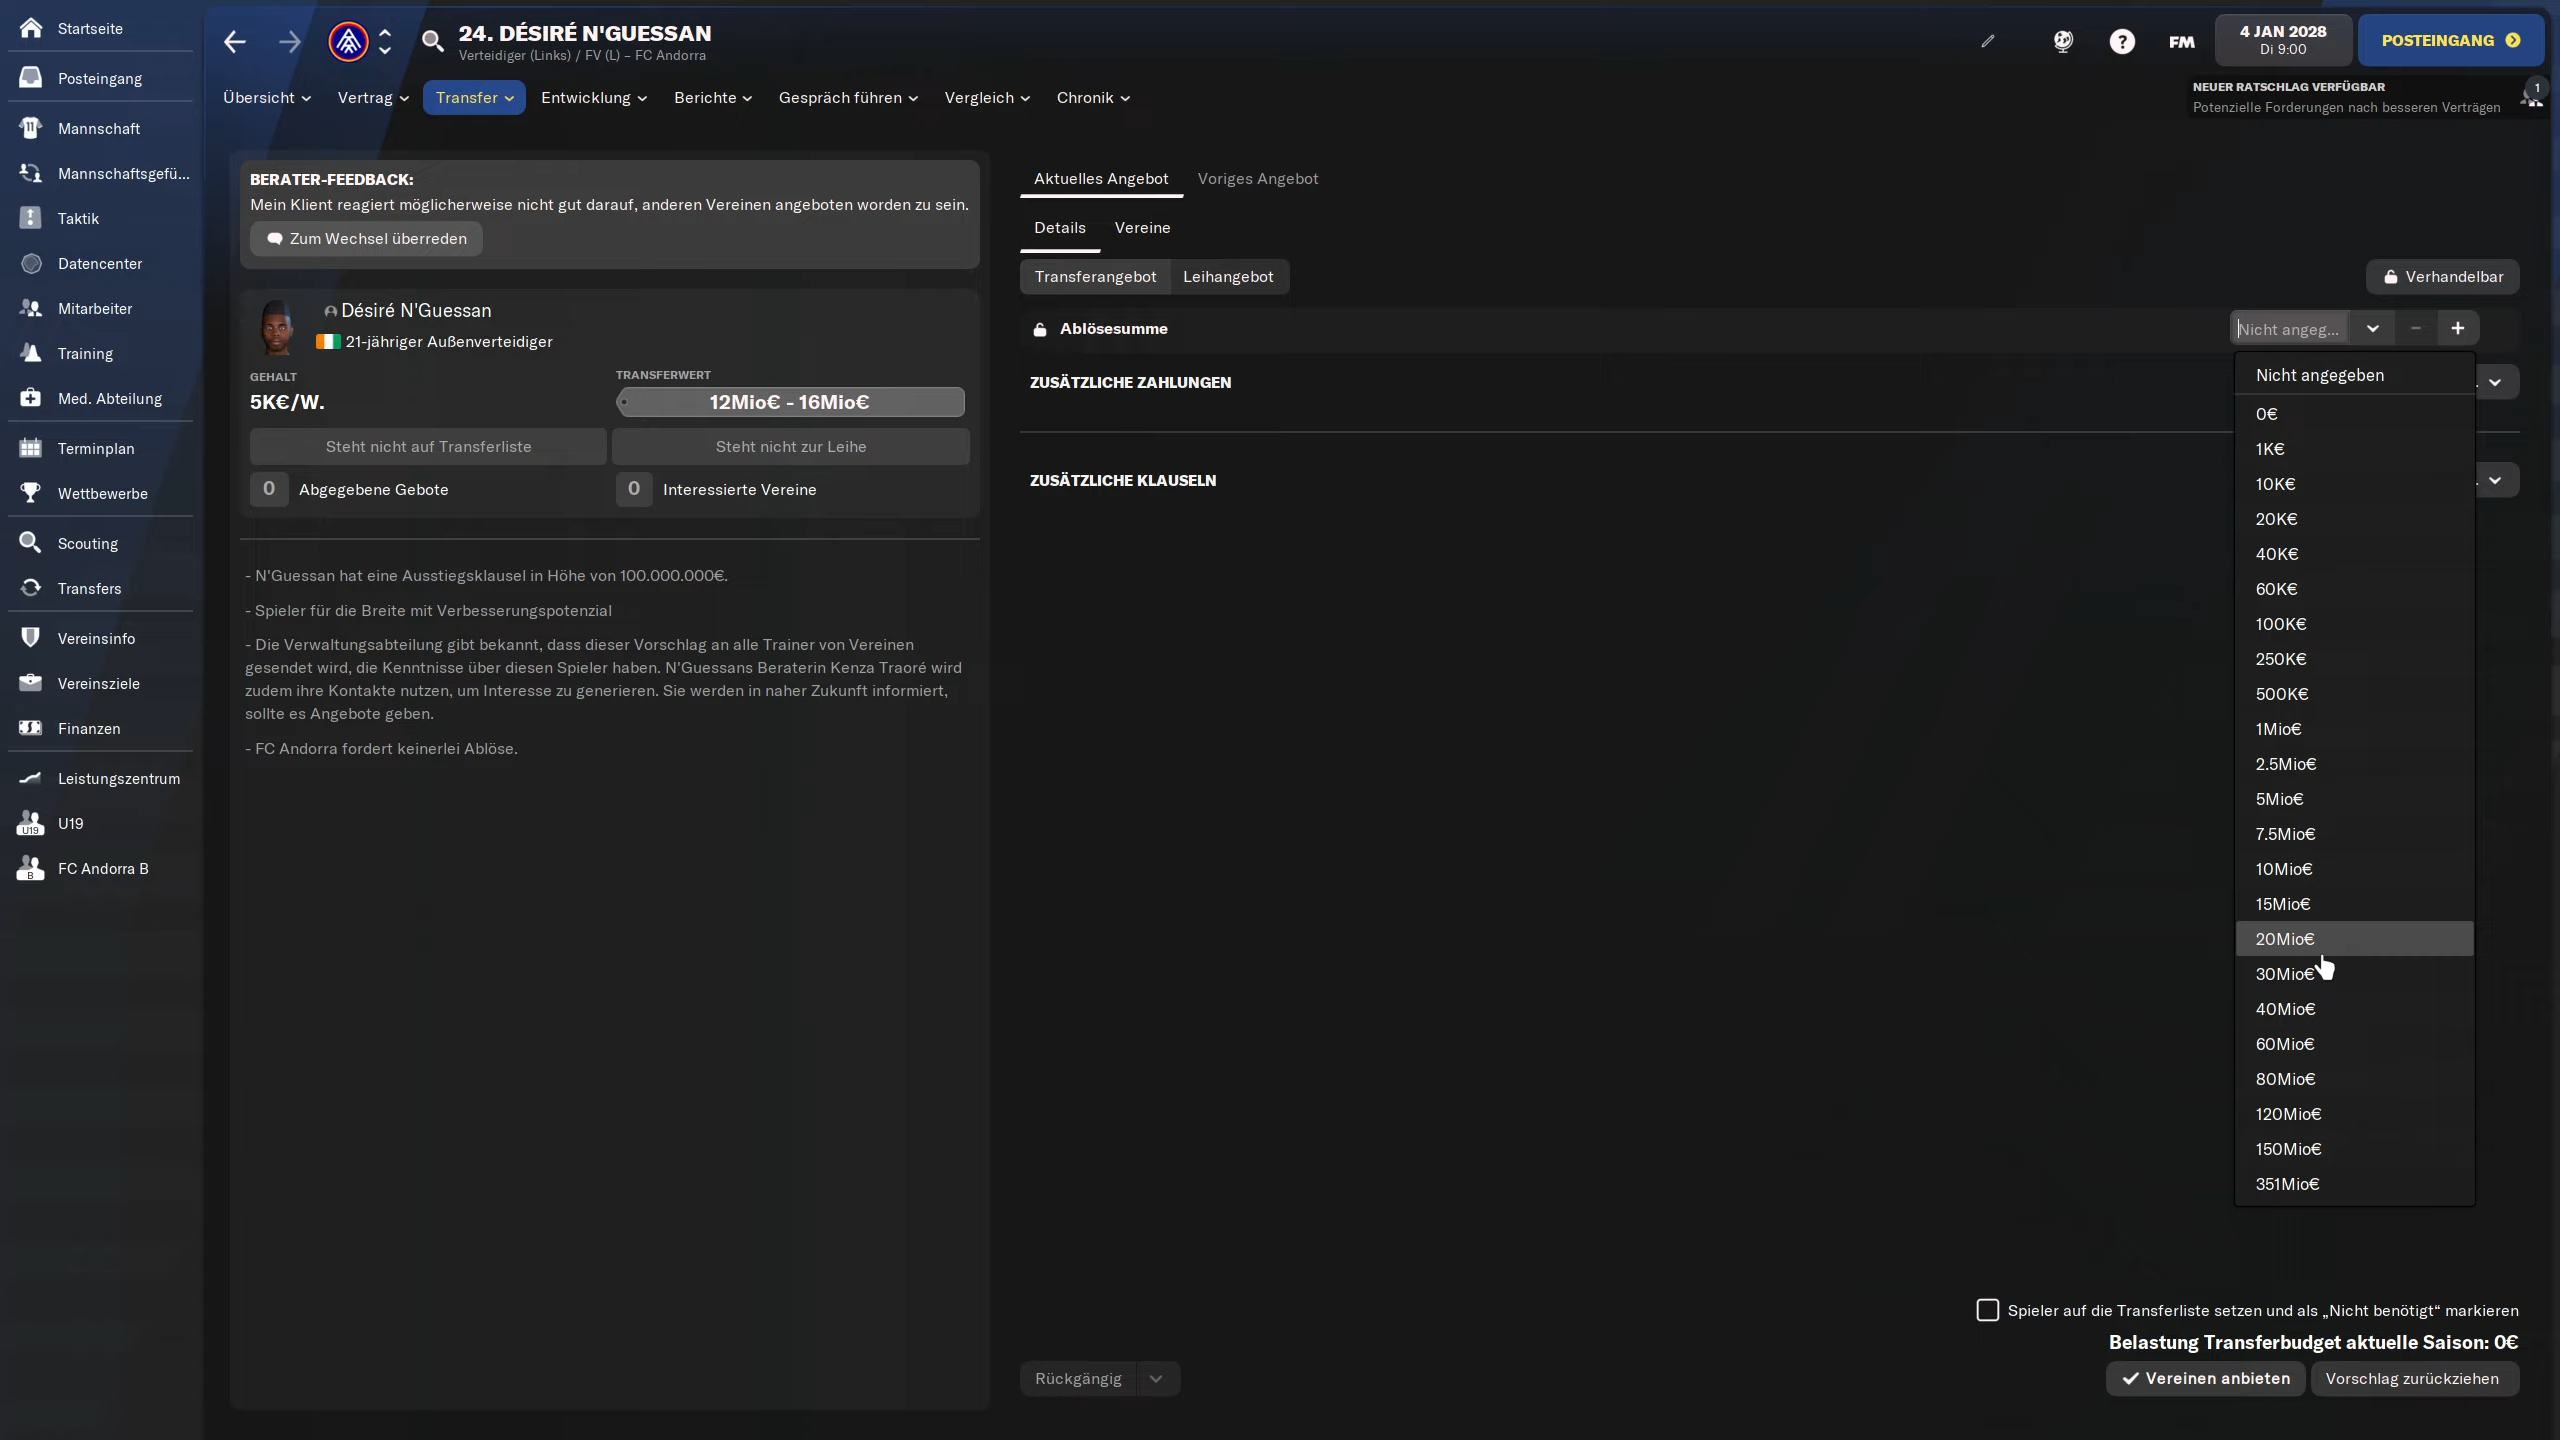 Startseite
Posteingang
Mannschaft
Mannschaftsgefü...
Taktik
Datencenter
Mitarbeiter
Training
Med. Abteilung
Terminplan
Wettbewerbe
Scouting
Transfers
Vereinsinfo
Vereinsziele
Finanzen
Leistungszentrum
U19
U19
B
FC Andorra B
24. DÉSIRÉ N'GUESSAN
Verteidiger (Links) / FV (L) – FC Andorra
FM
4 JAN 2028
Di 9:00
POSTEINGANG
Übersicht
Vertrag
Transfer
Entwicklung
Berichte
Gespräch führen
Vergleich
Chronik
NEUER RATSCHLAG VERFÜGBAR
Potenzielle Forderungen nach besseren Verträgen
1
BERATER-FEEDBACK:
Mein Klient reagiert möglicherweise nicht gut darauf, anderen Vereinen angeboten worden zu sein.
Zum Wechsel überreden
Désiré N'Guessan
21-jähriger Außenverteidiger
GEHALT
5K€/W.
TRANSFERWERT
12Mio€ - 16Mio€
Steht nicht auf Transferliste
Steht nicht zur Leihe
0 Abgegebene Gebote
0 Interessierte Vereine
- N'Guessan hat eine Ausstiegsklausel in Höhe von 100.000.000€.
- Spieler für die Breite mit Verbesserungspotenzial
- Die Verwaltungsabteilung gibt bekannt, dass dieser Vorschlag an alle Trainer von Vereinen
gesendet wird, die Kenntnisse über diesen Spieler haben. N'Guessans Beraterin Kenza Traoré wird
zudem ihre Kontakte nutzen, um Interesse zu generieren. Sie werden in naher Zukunft informiert,
sollte es Angebote geben.
- FC Andorra fordert keinerlei Ablöse.
Aktuelles Angebot
Voriges Angebot
Details
Vereine
Transferangebot
Leihangebot
Verhandelbar
Ablösesumme
Nicht angeg...
ZUSÄTZLICHE ZAHLUNGEN
ZUSÄTZLICHE KLAUSELN
Nicht angegeben
0€
1K€
10K€
20K€
40K€
60K€
100K€
250K€
500K€
1Mio€
2.5Mio€
5Mio€
7.5Mio€
10Mio€
15Mio€
20Mio€
30Mio€
40Mio€
60Mio€
80Mio€
120Mio€
150Mio€
351Mio€
Spieler auf die Transferliste setzen und als „Nicht benötigt“ markieren
Belastung Transferbudget aktuelle Saison: 0€
Rückgängig
Vereinen anbieten
Vorschlag zurückziehen